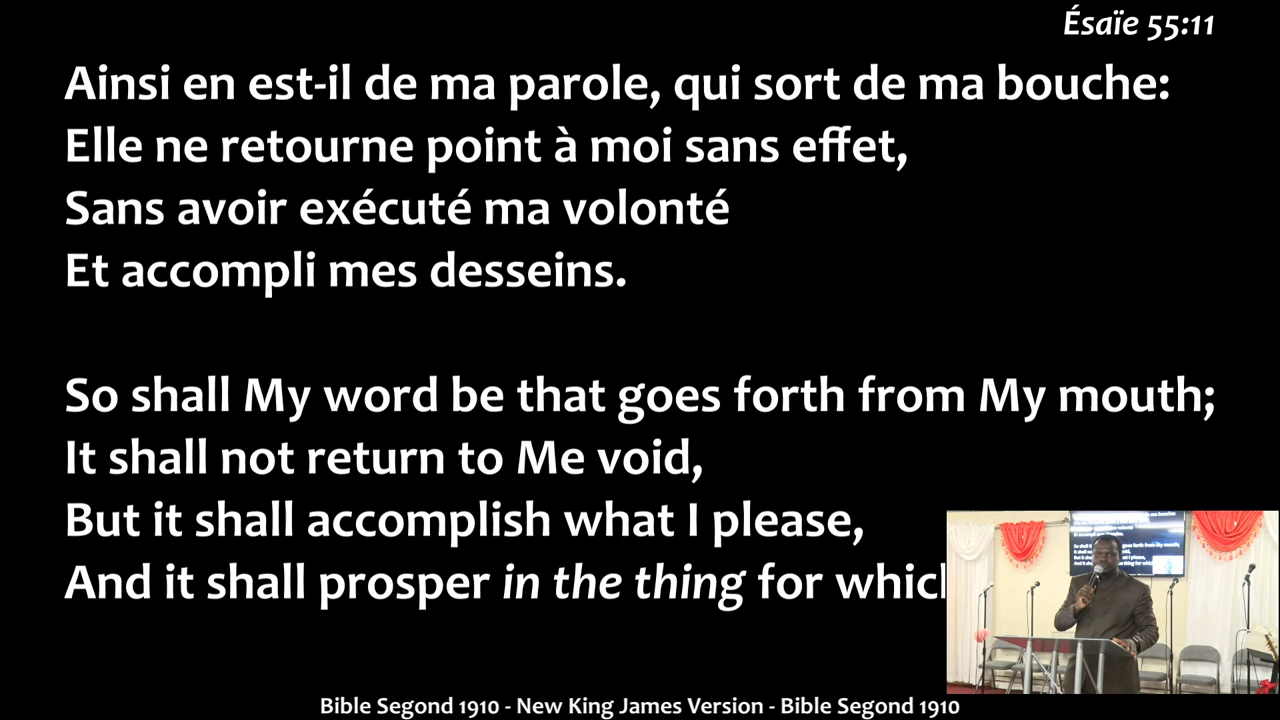 Ésaïe 55:11
Ainsi en est-il de ma parole, qui sort de ma bouche:
Elle ne retourne point à moi sans effet,
Sans avoir exécuté ma volonté
Et accompli mes desseins.
So shall My word be that goes forth from My mouth;
It shall not return to Me void,
But it shall accomplish what I please,
And it shall prosper in the thing for
Bible Segond 1910 - New King James Version - Bible Segond 1910